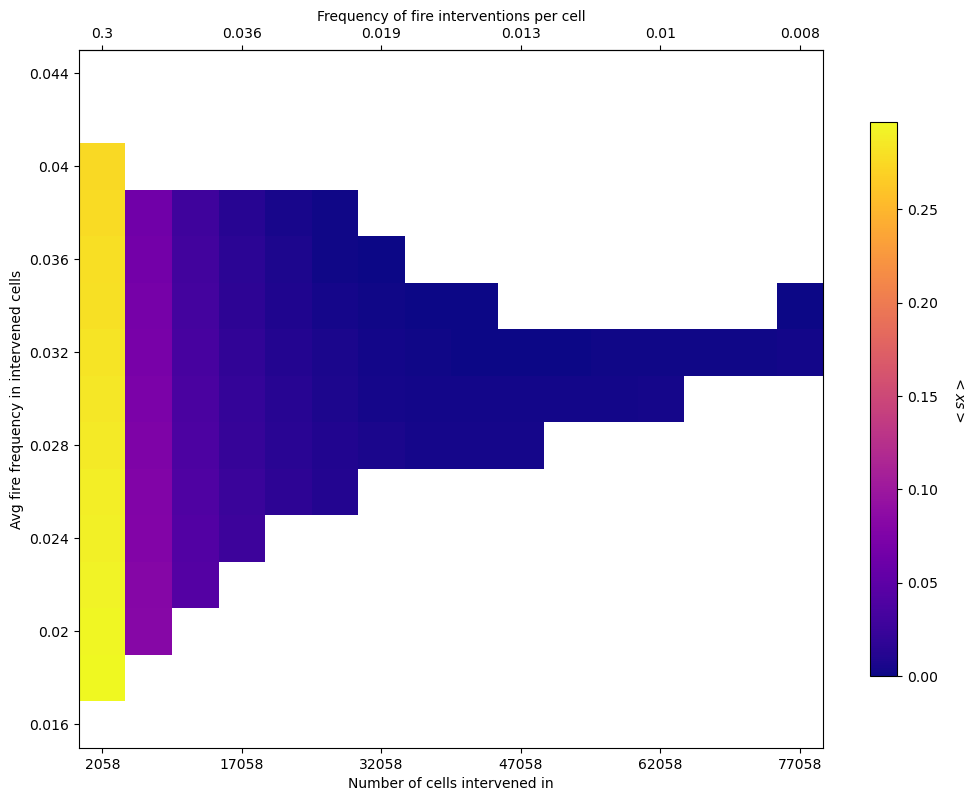 Frequency of fire interventions per cell
0.3 0.036 0.019 0.013 0.01 0.008
0.044
0.04
0.036
0.032
0.028
0.024
0.02
0.016
Avg fire frequency in intervened cells
2058 17058 32058 47058 62058 77058
Number of cells intervened in
0.25
0.20
0.15
0.10
0.05
0.00
< sx >